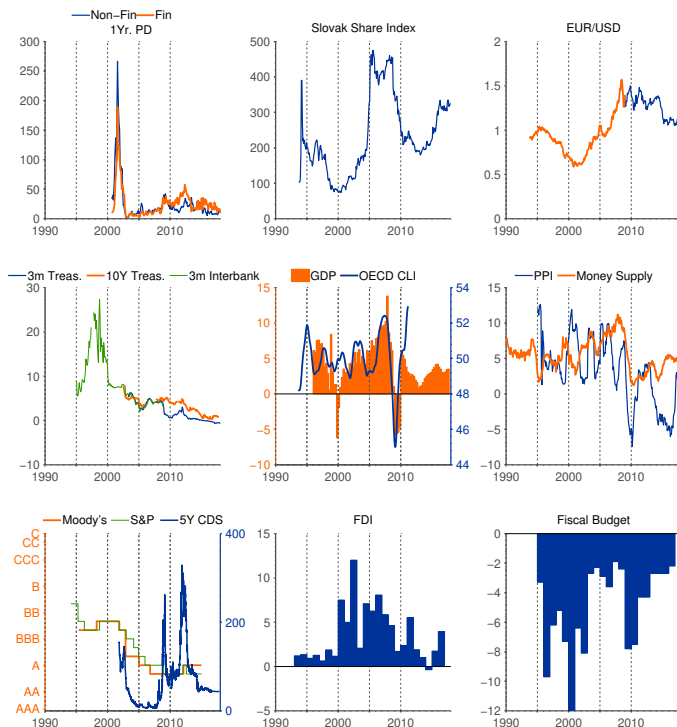 Non−Fin Fin
1Yr. PD
300
250
200
150
100
50
0
1990 2000 2010
Slovak Share Index
500
400
300
200
100
0
1990 2000 2010
EUR/USD
2
1.5
1
0.5
0
1990 2000 2010
3m Treas. 10Y Treas. 3m Interbank
30
20
10
0
−10
1990 2000 2010
GDP OECD CLI
15 54
10 52
5 50
0 48
−5 46
−10 44
1990 2000 2010
PPI Money Supply
15
10
5
0
−5
−10
1990 2000 2010
Moody's S&P 5Y CDS
C 400
CC
CCC
B
BB 200
BBB
A
AA
AAA 0
1990 2000 2010
FDI
15
10
5
0
−5
1990 2000 2010
Fiscal Budget
0
−2
−4
−6
−8
−10
−12
1990 2000 2010